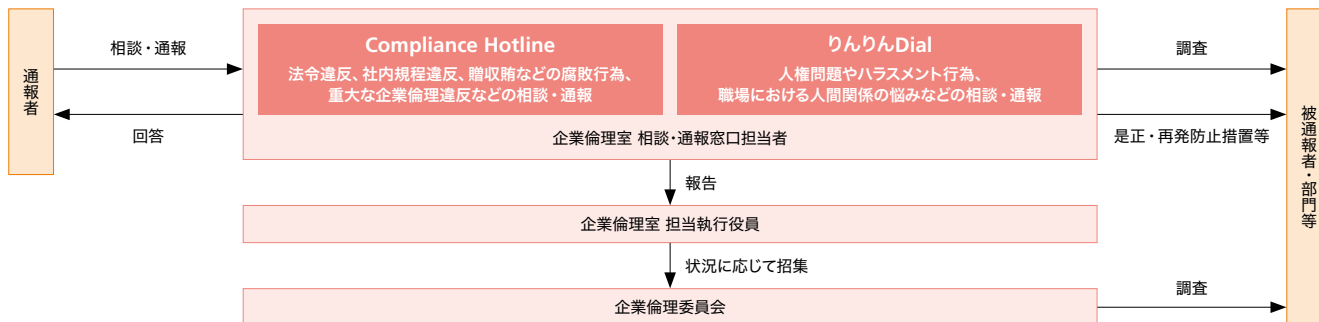 通報者
相談・通報
回答
Compliance Hotline
法令違反、社内規程違反、贈収賄などの腐敗行為、
重大な企業倫理違反などの相談・通報
りんりんDial
人権問題やハラスメント行為、
職場における人間関係の悩みなどの相談・通報
企業倫理室 相談・通報窓口担当者
調査
是正・再発防止措置等
被通報者・部門等
報告
企業倫理室 担当執行役員
状況に応じて招集
企業倫理委員会
調査